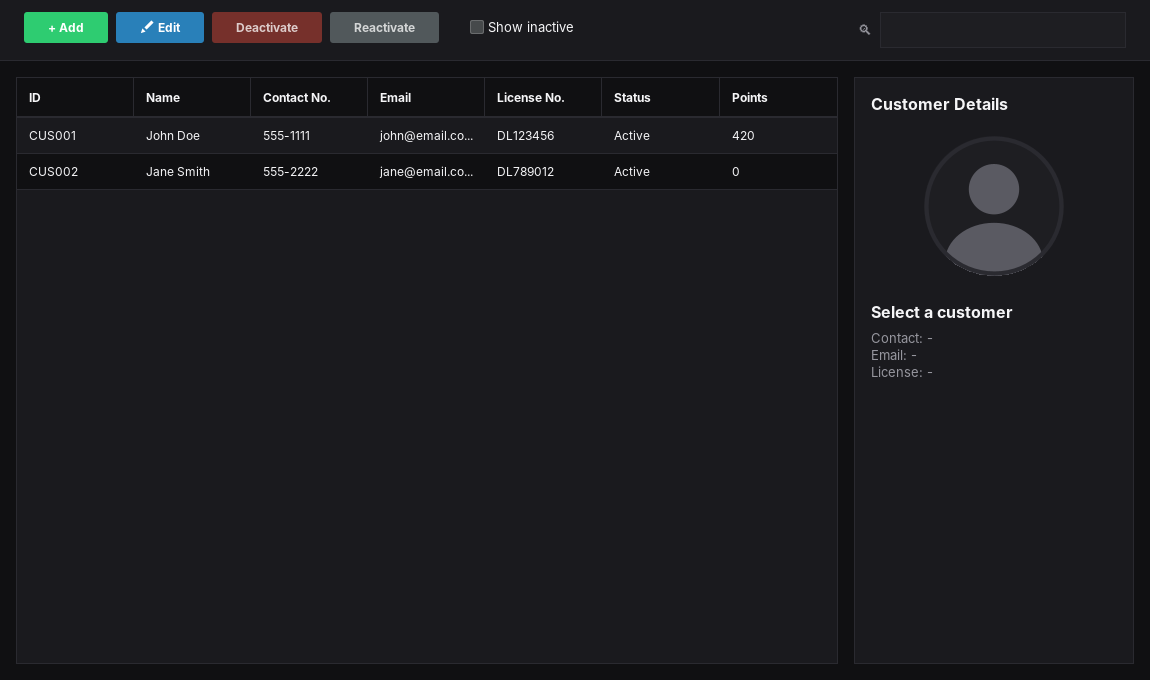 + Add Edit Deactivate Reactivate Show inactive
ID Name Contact No. Email License No. Status Points
CUS001 John Doe 555-1111 john@email.co... DL123456 Active 420
CUS002 Jane Smith 555-2222 jane@email.co... DL789012 Active 0
Customer Details
Select a customer
Contact: -
Email: -
License: -